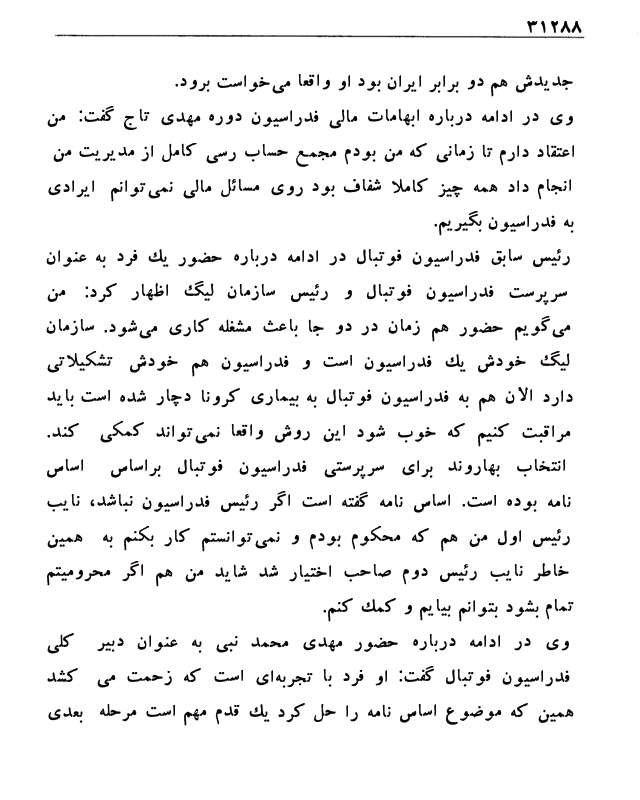 ۳۱۲۸۸
جدیدش هم دو برابر ایران بود او واقعا می‌خواست برود.
وی در ادامه درباره ابهامات مالی فدراسیون دوره مهدی تاج گفت: من
اعتقاد دارم تا زمانی که من بودم مجمع حساب رسی کامل از مدیریت من
انجام داد همه چیز کاملا شفاف بود روی مسائل مالی نمی‌توانم ایرادی
به فدراسیون بگیریم.
رئیس سابق فدراسیون فوتبال در ادامه درباره حضور یك فرد به عنوان
سرپرست فدراسیون فوتبال و رئیس سازمان لیگ اظهار کرد: من
می‌گویم حضور هم زمان در دو جا باعث مشغله کاری می‌شود. سازمان
لیگ خودش یك فدراسیون است و فدراسیون هم خودش تشکیلاتی
دارد الان هم به فدراسیون فوتبال به بیماری کرونا دچار شده است باید
مراقبت کنیم که خوب شود این روش واقعا نمی‌تواند کمکی کند.
انتخاب بهاروند برای سرپرستی فدراسیون فوتبال براساس اساس
نامه بوده است. اساس نامه گفته است اگر رئیس فدراسیون نباشد، نایب
رئیس اول من هم که محکوم بودم و نمی‌توانستم کار بکنم به همین
خاطر نایب رئیس دوم صاحب اختیار شد شاید من هم اگر محرومیتم
تمام بشود بتوانم بیایم و کمك کنم.
وی در ادامه درباره حضور مهدی محمد نبی به عنوان دبیر کلی
فدراسیون فوتبال گفت: او فرد با تجربه‌ای است که زحمت می کشد
همین که موضوع اساس نامه را حل کرد یك قدم مهم است مرحله بعدی